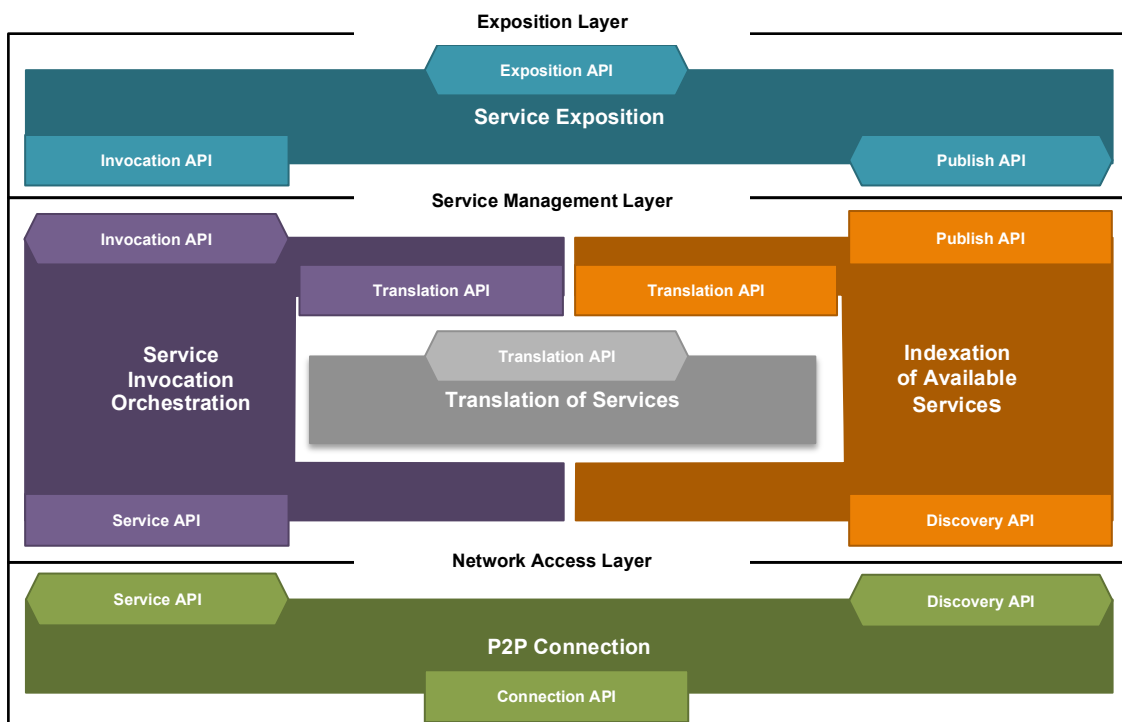 Exposition Layer
Exposition API
Service Exposition
Invocation API
Publish API
Service Management Layer
Invocation API
Publish API
Translation API
Translation API
Service
Invocation
Orchestration
Translation API
Translation of Services
Indexation
of Available
Services
Service API
Discovery API
Network Access Layer
Service API
Discovery API
P2P Connection
Connection API